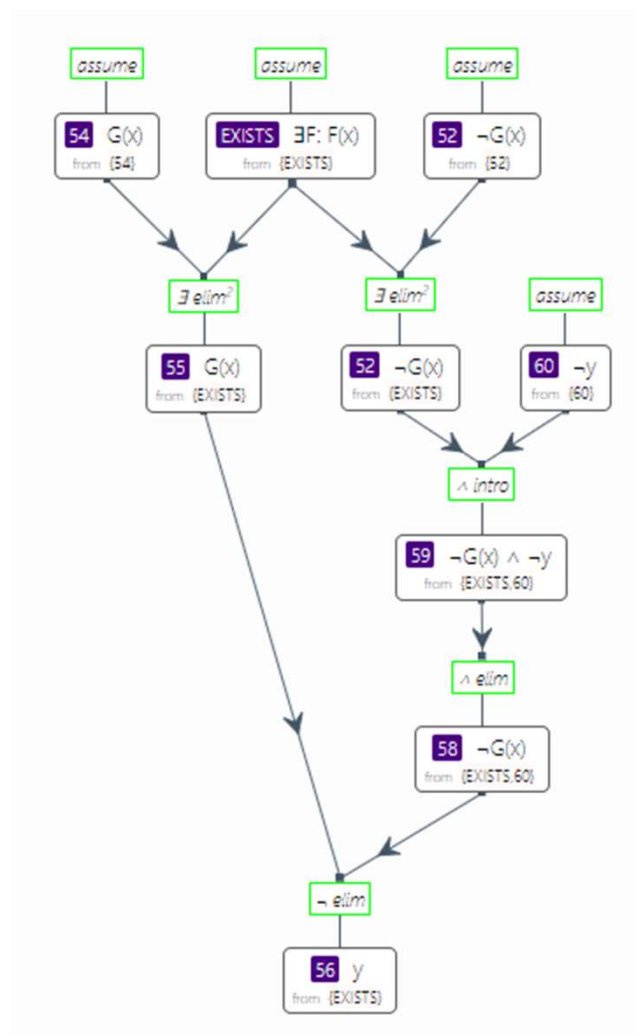 assume assume assume
54 G(x) EXISTS ∃F: F(x) 52 ¬G(x)
from {54} from {EXISTS} from {52}
∃ elim² ∃ elim² assume
55 G(x) 52 ¬G(x) 60 ¬y
from {EXISTS} from {EXISTS} from {60}
∧ intro
59 ¬G(x) ∧ ¬y
from {EXISTS,60}
∧ elim
58 ¬G(x)
from {EXISTS,60}
¬ elim
56 y
from {EXISTS}